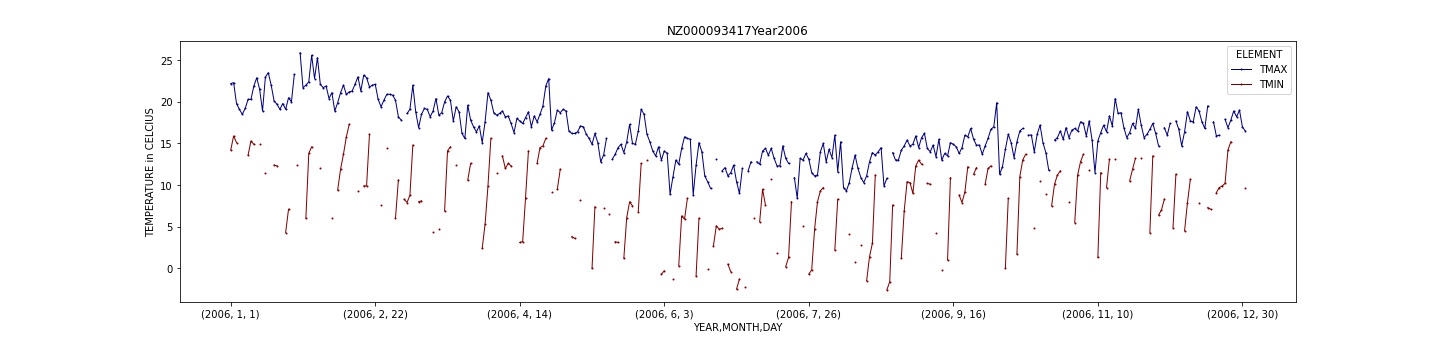 NZ000093417Year2006
ELEMENT
TMAX
TMIN
TEMPERATURE in CELCIUS
25
20
15
10
5
0
(2006, 1, 1) (2006, 2, 22) (2006, 4, 14) (2006, 6, 3) (2006, 7, 26) (2006, 9, 16) (2006, 11, 10) (2006, 12, 30)
YEAR,MONTH,DAY